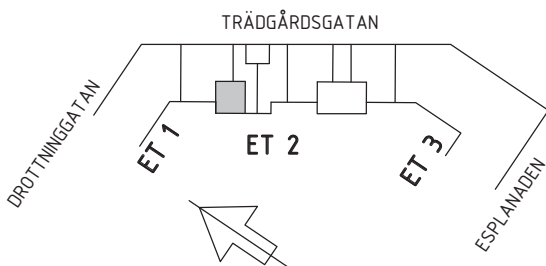 TRÄDGÅRDSGATAN
DROTTNINGGATAN
ET 1
ET 2
ET 3
ESPLANADEN